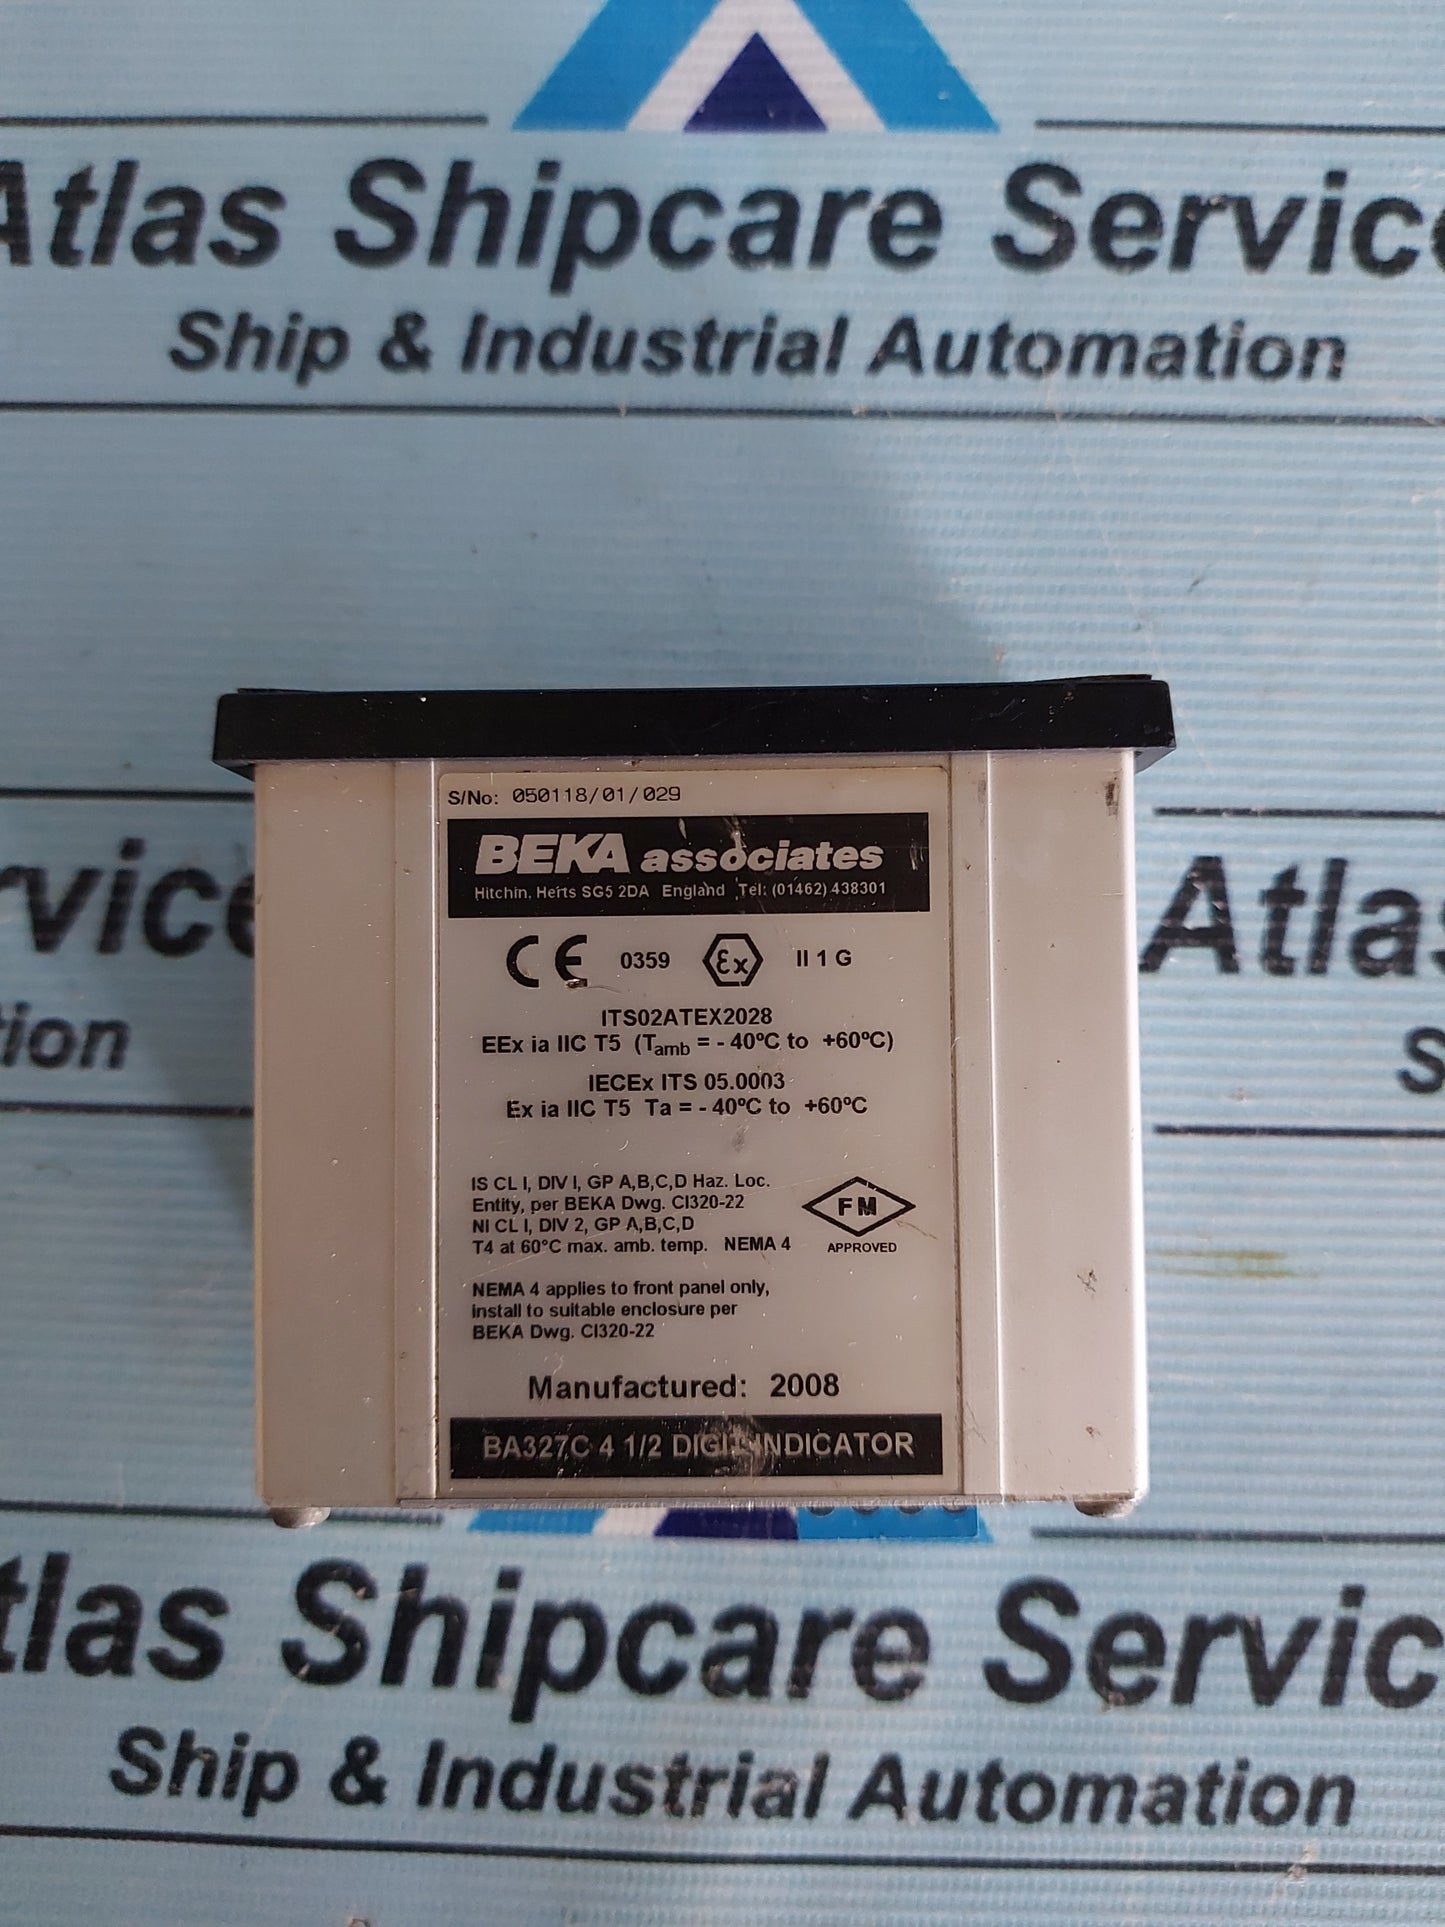 Atlas Shipcare Service
Ship & Industrial Automation
S/No: 050118/01/029
BEKA associates
Hitchin, Herts SG5 2DA England Tel: (01462) 438301
CE 0359 Ex II 1 G
ITS02ATEX2028
EEx ia IIC T5 (Tamb = - 40ºC to +60ºC)
IECEx ITS 05.0003
Ex ia IIC T5 Ta = - 40ºC to +60ºC
IS CL I, DIV I, GP A,B,C,D Haz. Loc.
Entity, per BEKA Dwg. CI320-22
NI CL I, DIV 2, GP A,B,C,D
T4 at 60°C max. amb. temp. NEMA 4
FM
APPROVED
NEMA 4 applies to front panel only,
install to suitable enclosure per
BEKA Dwg. CI320-22
Manufactured: 2008
BA327C 4 1/2 DIGIT INDICATOR
rvice
Atlas
tion
S
tlas Shipcare Servic
Ship & Industrial Automation